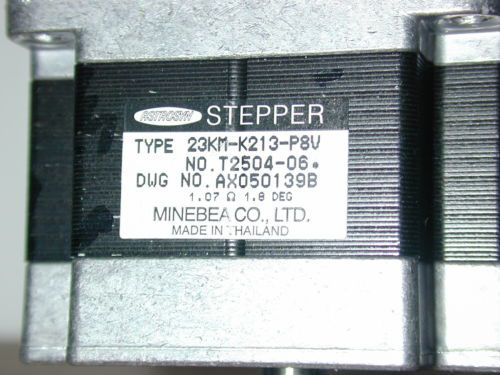 ASTROSYN STEPPER
TYPE 23KM-K213-P8V
NO.T2504-06.
DWG NO.AX050139B
1.07 Ω 1.8 DEG
MINEBEA CO., LTD.
MADE IN THAILAND